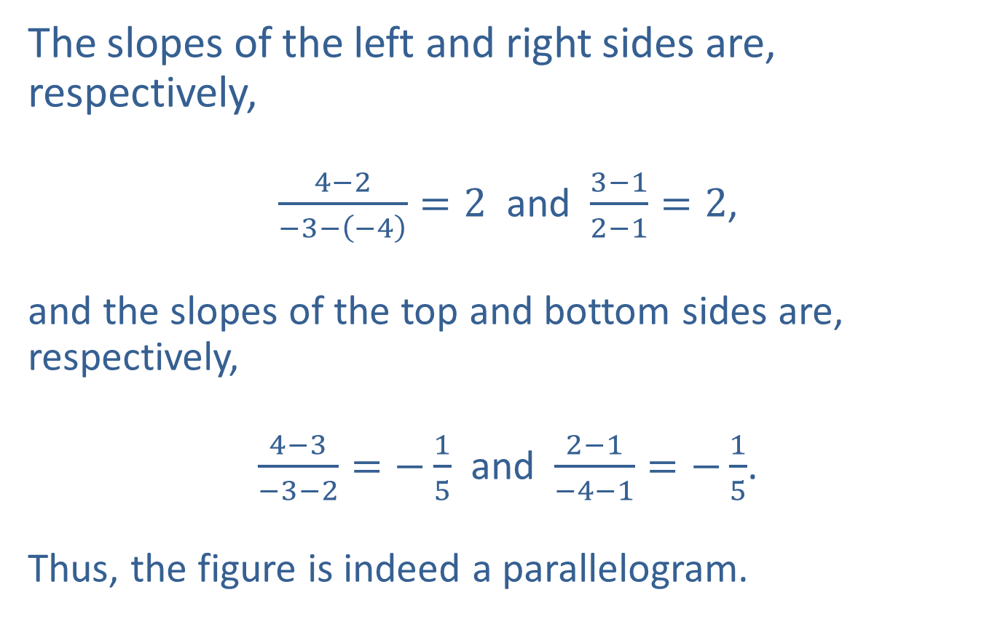 The slopes of the left and right sides are,
respectively,
\frac{4−2}{−3−(−4)} = 2 and \frac{3−1}{2−1} = 2,
and the slopes of the top and bottom sides are,
respectively,
\frac{4−3}{−3−2} = −\frac{1}{5} and \frac{2−1}{−4−1} = −\frac{1}{5}.
Thus, the figure is indeed a parallelogram.